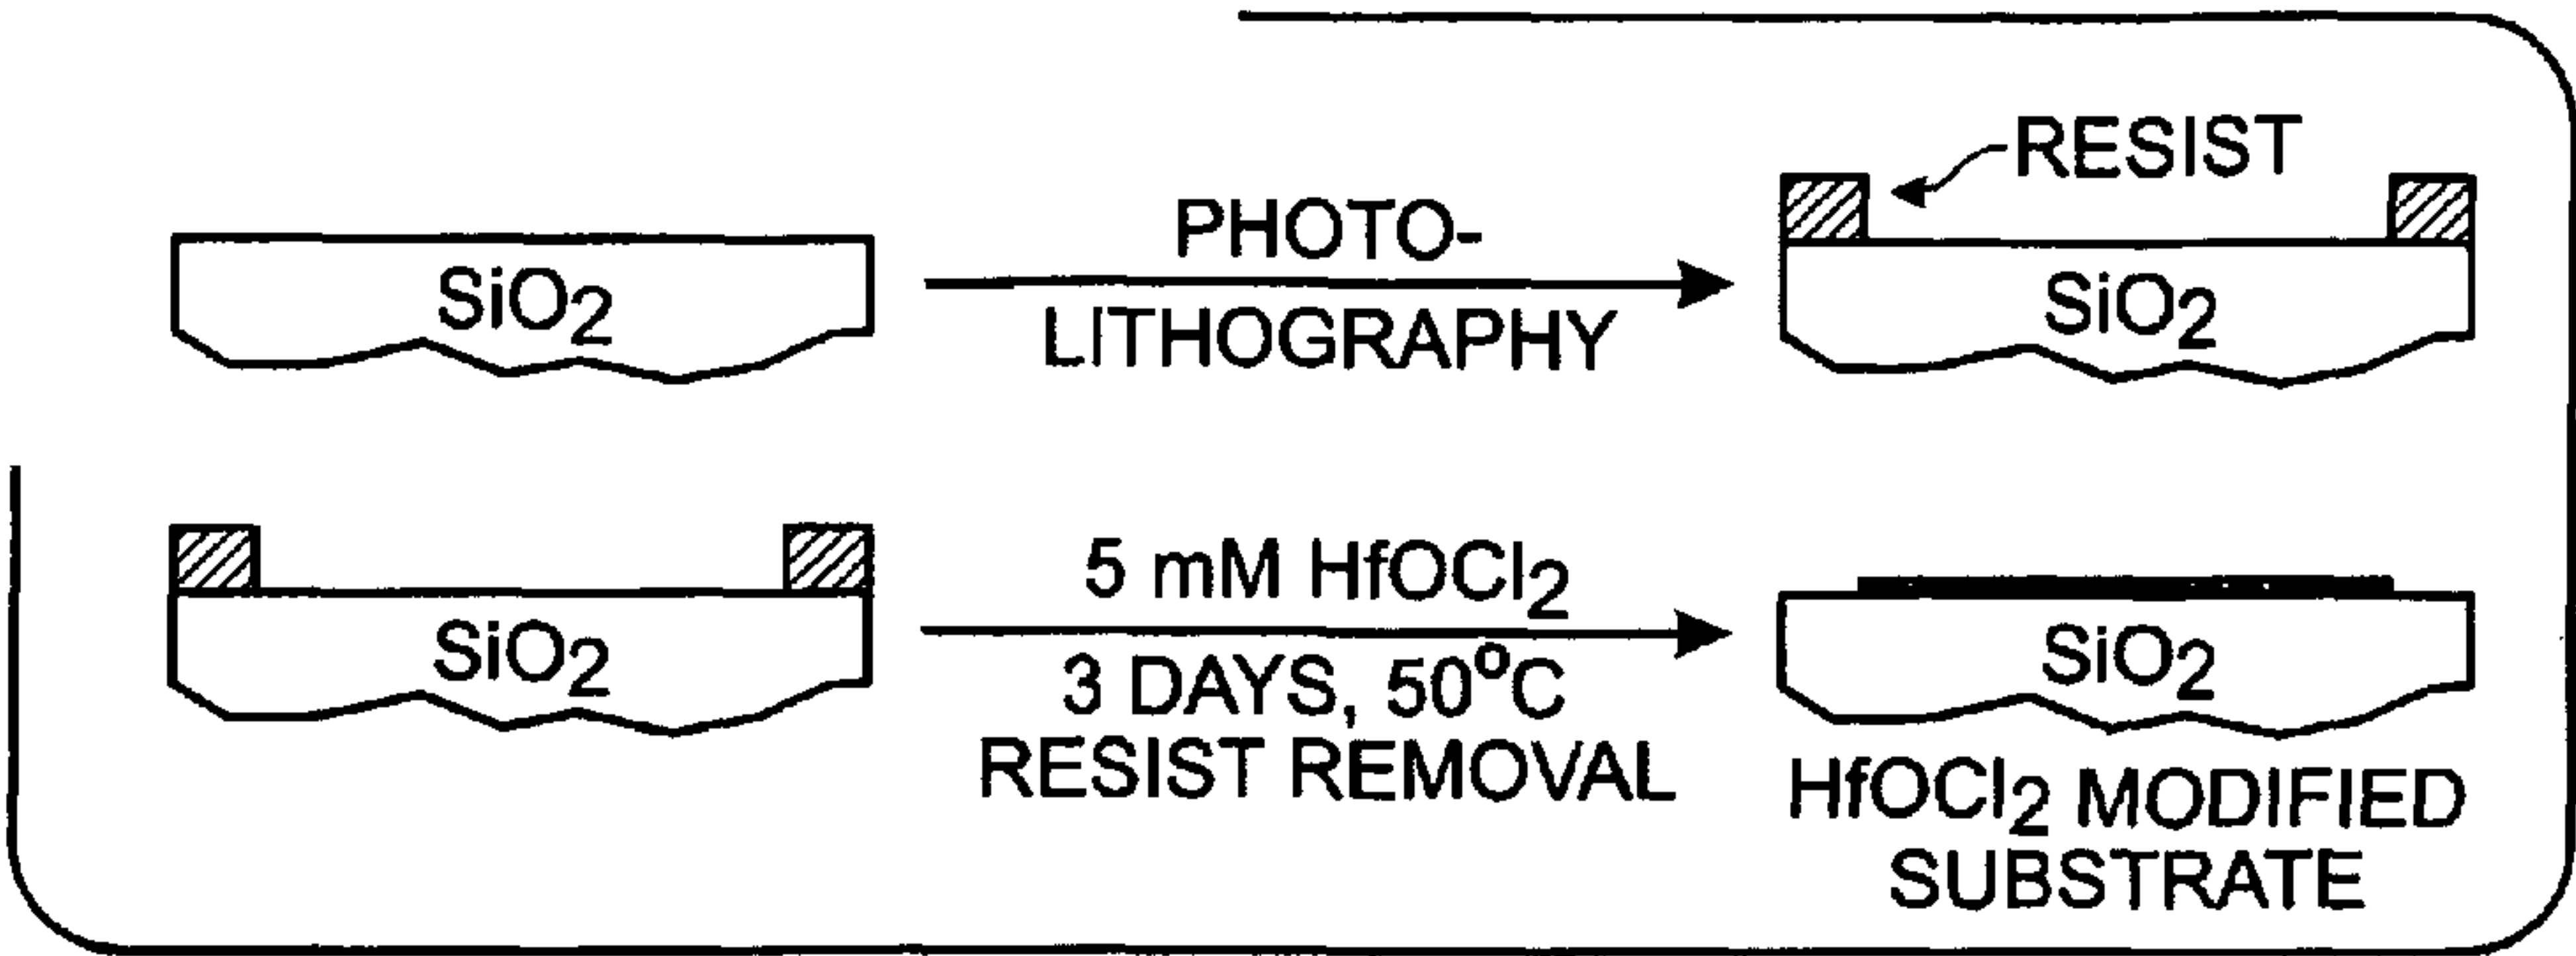 RESIST
PHOTO-
LITHOGRAPHY
SiO2
SiO2
5 mM HfOCl2
3 DAYS, 50°C
RESIST REMOVAL
SiO2
SiO2
HfOCl2 MODIFIED
SUBSTRATE